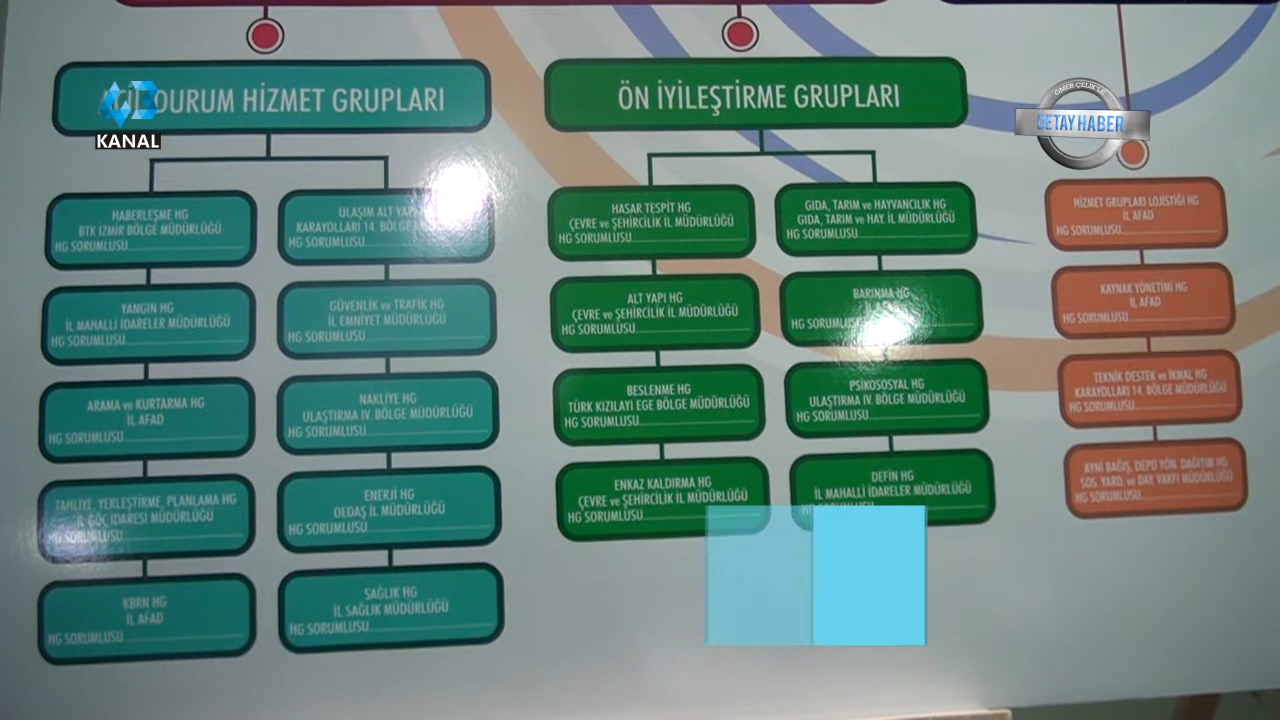 KANAL
ÖMER ÇELİK'LE
DETAY HABER
DURUM HİZMET GRUPLARI
HABERLEŞME HG
BTK İZMİR BÖLGE MÜDÜRLÜĞÜ
HG SORUMLUSU
YANGIN HG
İL MAHALLİ İDARELER MÜDÜRLÜĞÜ
HG SORUMLUSU
ARAMA ve KURTARMA HG
İL AFAD
HG SORUMLUSU
TAHLİYE, YERLEŞTİRME, PLANLAMA HG
GÖÇ İDARESİ MÜDÜRLÜĞÜ
HG SORUMLUSU
KBRN HG
İL AFAD
HG SORUMLUSU
ULAŞIM ALT YAPI
KARAYOLLARI 14. BÖLGE
HG SORUMLUSU
GÜVENLİK ve TRAFİK HG
İL EMNİYET MÜDÜRLÜĞÜ
HG SORUMLUSU
NAKLİYE HG
ULAŞTIRMA IV. BÖLGE MÜDÜRLÜĞÜ
HG SORUMLUSU
ENERJİ HG
OEDAŞ İL MÜDÜRLÜĞÜ
HG SORUMLUSU
SAĞLIK HG
İL SAĞLIK MÜDÜRLÜĞÜ
HG SORUMLUSU
ÖN İYİLEŞTİRME GRUPLARI
HASAR TESPİT HG
ÇEVRE ve ŞEHİRCİLİK İL MÜDÜRLÜĞÜ
HG SORUMLUSU
ALT YAPI HG
ÇEVRE ve ŞEHİRCİLİK İL MÜDÜRLÜĞÜ
HG SORUMLUSU
BESLENME HG
TÜRK KIZILAYI EGE BÖLGE MÜDÜRLÜĞÜ
HG SORUMLUSU
ENKAZ KALDIRMA HG
ÇEVRE ve ŞEHİRCİLİK İL MÜDÜRLÜĞÜ
HG SORUMLUSU
GIDA, TARIM ve HAYVANCILIK HG
GIDA, TARIM ve HAY. İL MÜDÜRLÜĞÜ
HG SORUMLUSU
BARINMA HG
İL
HG SORUMLUSU
PSİKOSOSYAL HG
ULAŞTIRMA IV. BÖLGE MÜDÜRLÜĞÜ
HG SORUMLUSU
DEFİN HG
İL MAHALLİ İDARELER MÜDÜRLÜĞÜ
HG SORUMLUSU
HİZMET GRUPLARI LOJİSTİĞİ HG
İL AFAD
HG SORUMLUSU
KAYNAK YÖNETİMİ HG
İL AFAD
HG SORUMLUSU
TEKNİK DESTEK ve İKMAL HG
KARAYOLLARI 14. BÖLGE MÜDÜRLÜĞÜ
HG SORUMLUSU
AYNİ BAĞIŞ, DEPO YÖN. DAĞITIM HG
SOS. YARD. ve DAY. VAKFI MÜDÜRLÜĞÜ
HG SORUMLUSU